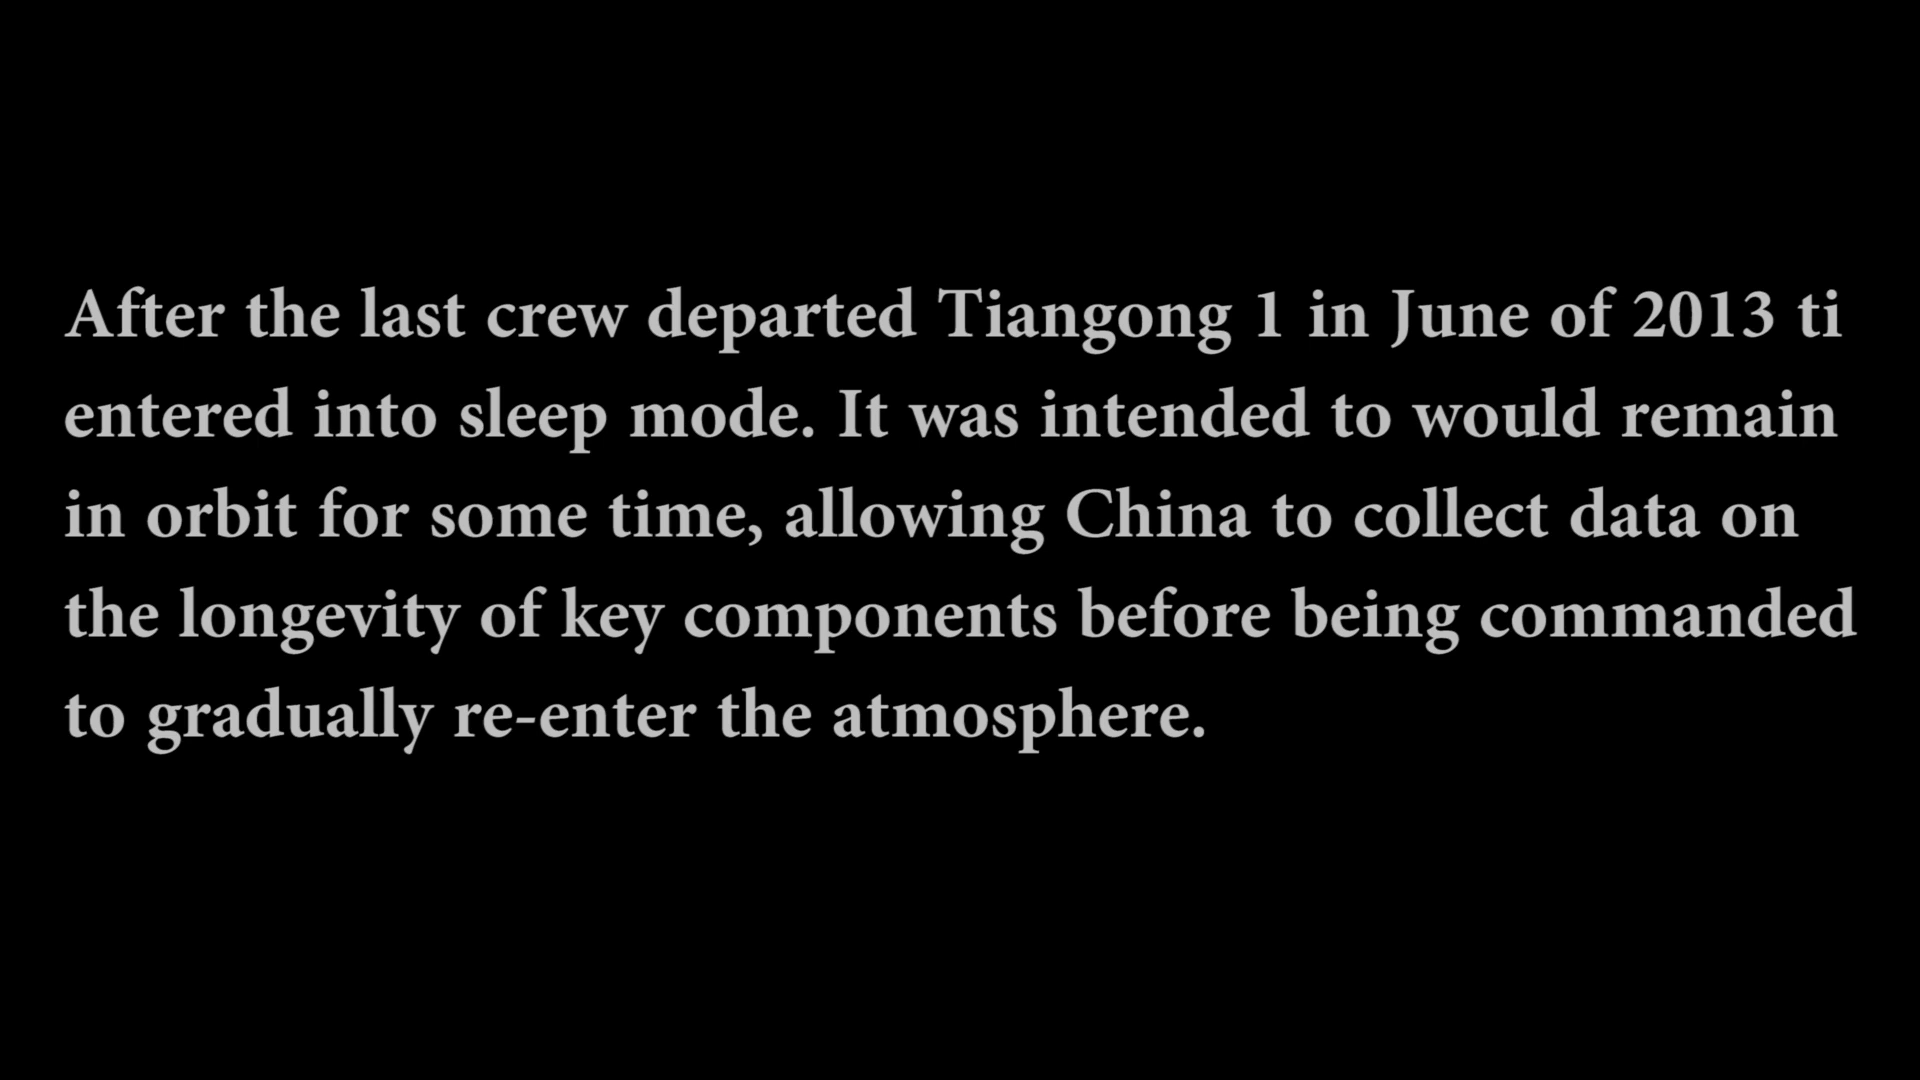 After the last crew departed Tiangong 1 in June of 2013 ti
entered into sleep mode. It was intended to would remain
in orbit for some time, allowing China to collect data on
the longevity of key components before being commanded
to gradually re-enter the atmosphere.